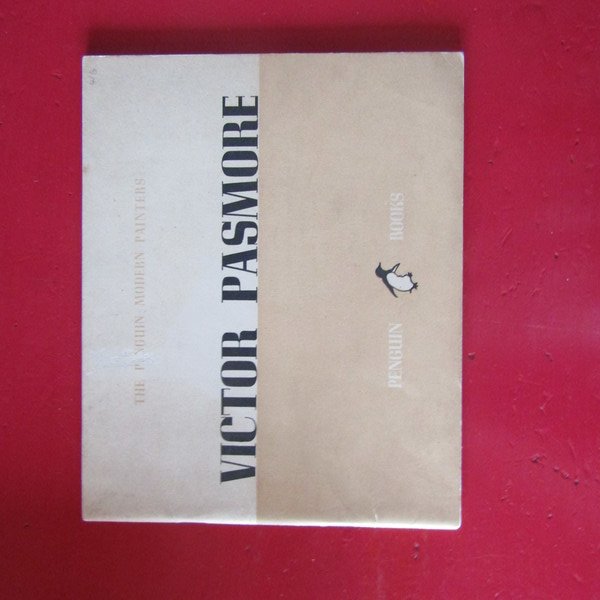 THE PENGUIN MODERN PAINTERS
VICTOR PASMORE
PENGUIN BOOKS